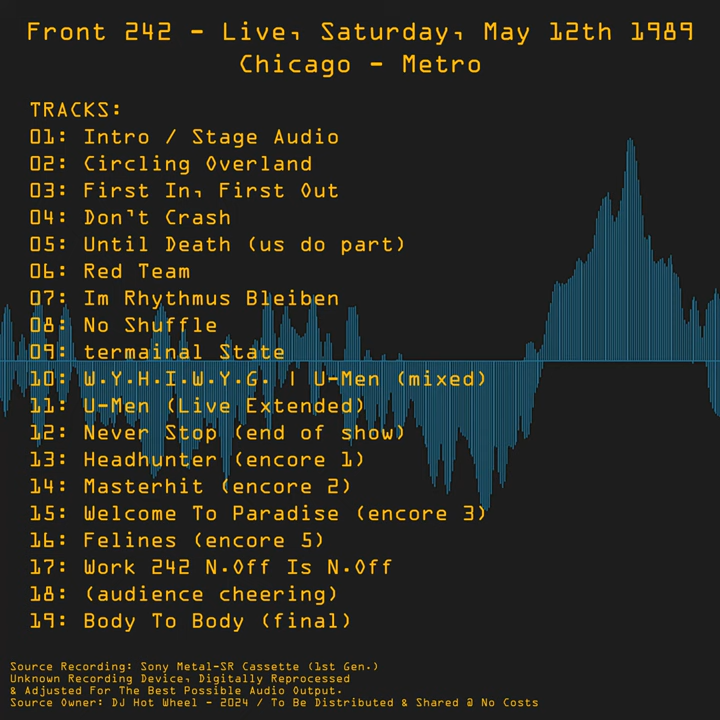 Front 242 - Live, Saturday, May 12th 1989
Chicago - Metro
TRACKS:
01: Intro / Stage Audio
02: Circling Overland
03: First In, First Out
04: Don't Crash
05: Until Death (us do part)
06: Red Team
07: Im Rhythmus Bleiben
08: No Shuffle
09: termainal State
10: W.Y.H.I.W.Y.G. | U-Men (mixed)
11: U-Men (Live Extended)
12: Never Stop (end of show)
13: Headhunter (encore 1)
14: Masterhit (encore 2)
15: Welcome To Paradise (encore 3)
16: Felines (encore 5)
17: Work 242 N.Off Is N.Off
18: (audience cheering)
19: Body To Body (final)
Source Recording: Sony Metal-SR Cassette (1st Gen.)
Unknown Recording Device, Digitally Reprocessed
& Adjusted For The Best Possible Audio Output.
Source Owner: DJ Hot Wheel - 2024 / To Be Distributed & Shared @ No Costs